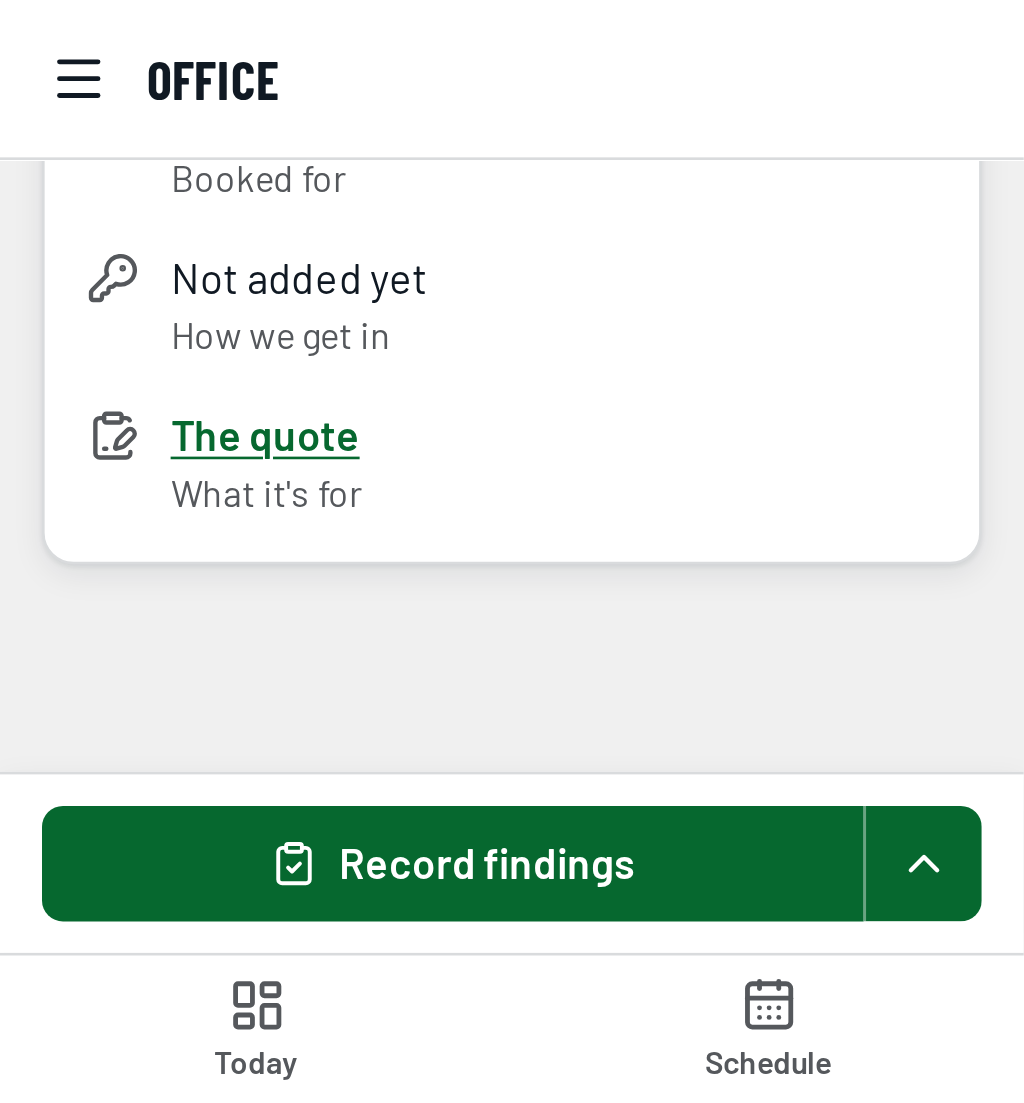 OFFICE
Booked for
Not added yet
How we get in
The quote
What it's for
Record findings
Today
Schedule